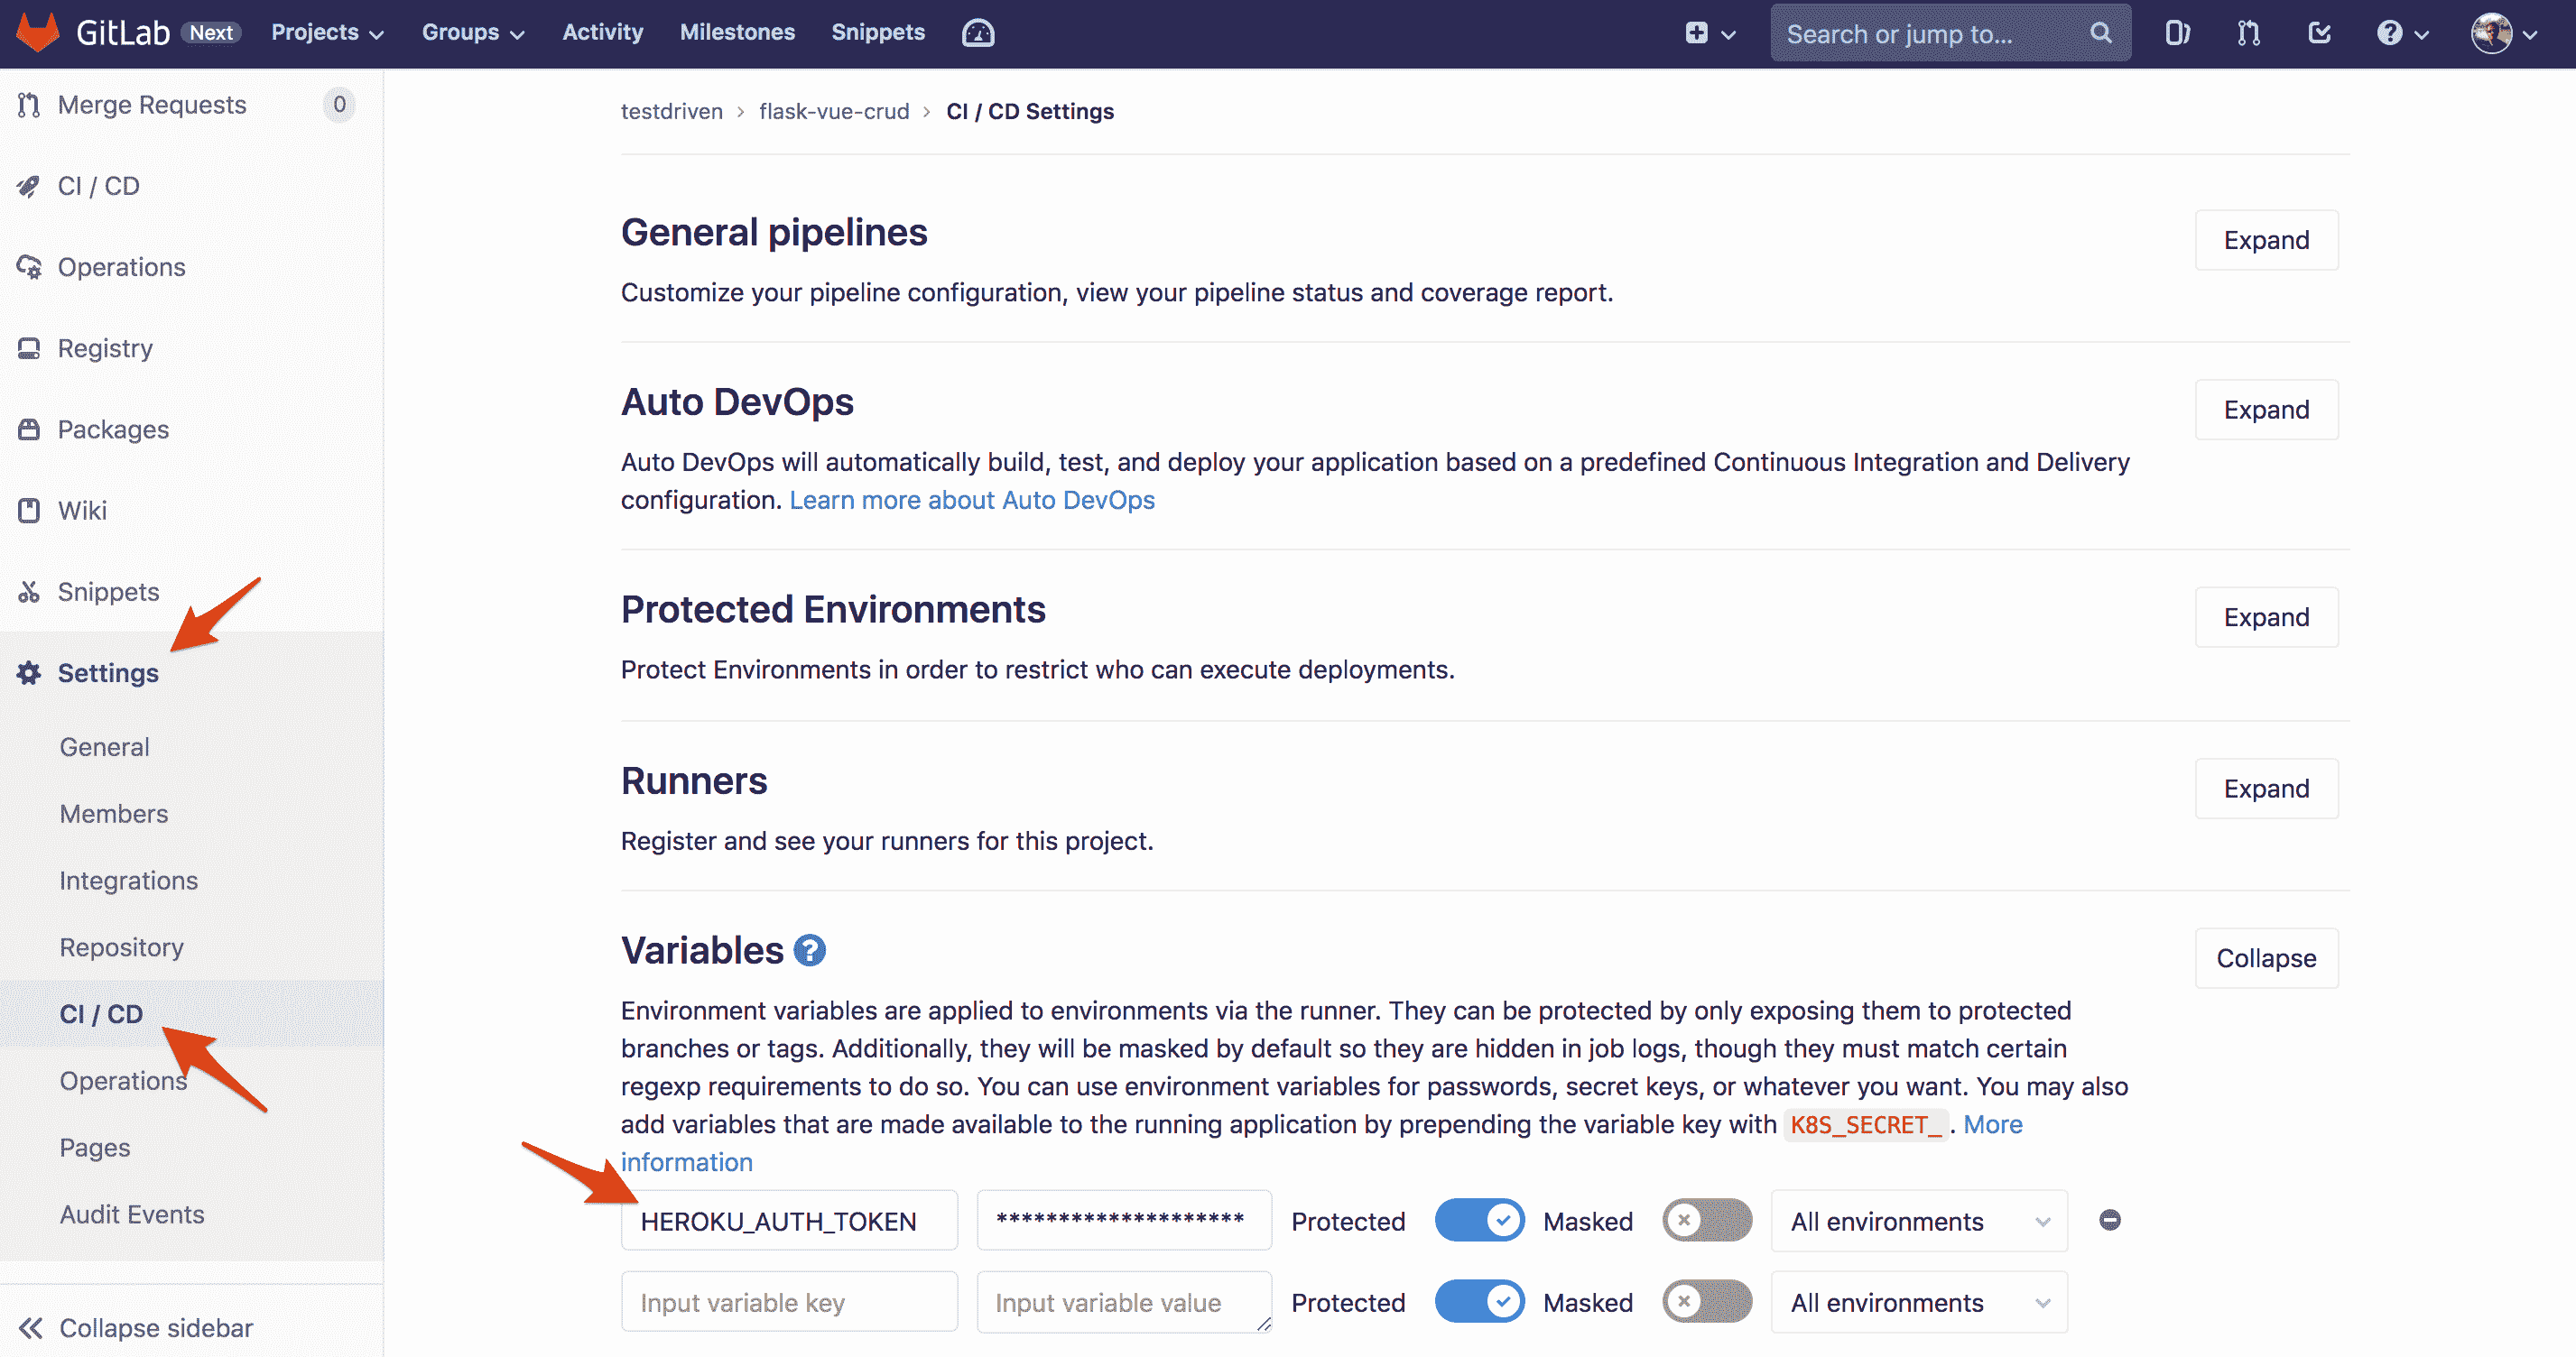 GitLab Next Projects Groups Activity Milestones Snippets Search or jump to...
Merge Requests 0
CI / CD
Operations
Registry
Packages
Wiki
Snippets
Settings
General
Members
Integrations
Repository
CI / CD
Operations
Pages
Audit Events
Collapse sidebar
testdriven > flask-vue-crud > CI / CD Settings
General pipelines
Expand
Customize your pipeline configuration, view your pipeline status and coverage report.
Auto DevOps
Expand
Auto DevOps will automatically build, test, and deploy your application based on a predefined Continuous Integration and Delivery
configuration. Learn more about Auto DevOps
Protected Environments
Expand
Protect Environments in order to restrict who can execute deployments.
Runners
Expand
Register and see your runners for this project.
Variables ?
Collapse
Environment variables are applied to environments via the runner. They can be protected by only exposing them to protected
branches or tags. Additionally, they will be masked by default so they are hidden in job logs, though they must match certain
regexp requirements to do so. You can use environment variables for passwords, secret keys, or whatever you want. You may also
add variables that are made available to the running application by prepending the variable key with K8S_SECRET_. More
information
HEROKU_AUTH_TOKEN ******************** Protected Masked All environments
Input variable key Input variable value Protected Masked All environments